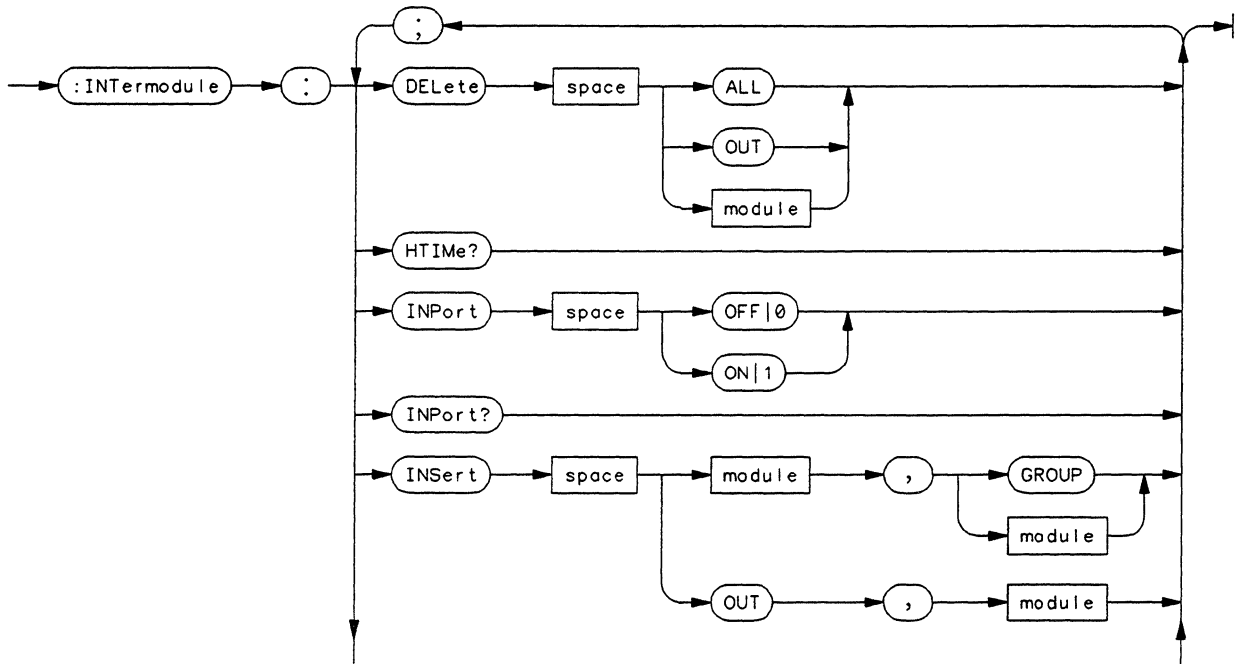 ;
:INTermodule : DELete space ALL
OUT
module
HTIMe?
INPort space OFF|0
ON|1
INPort?
INSert space module , GROUP
module
OUT , module